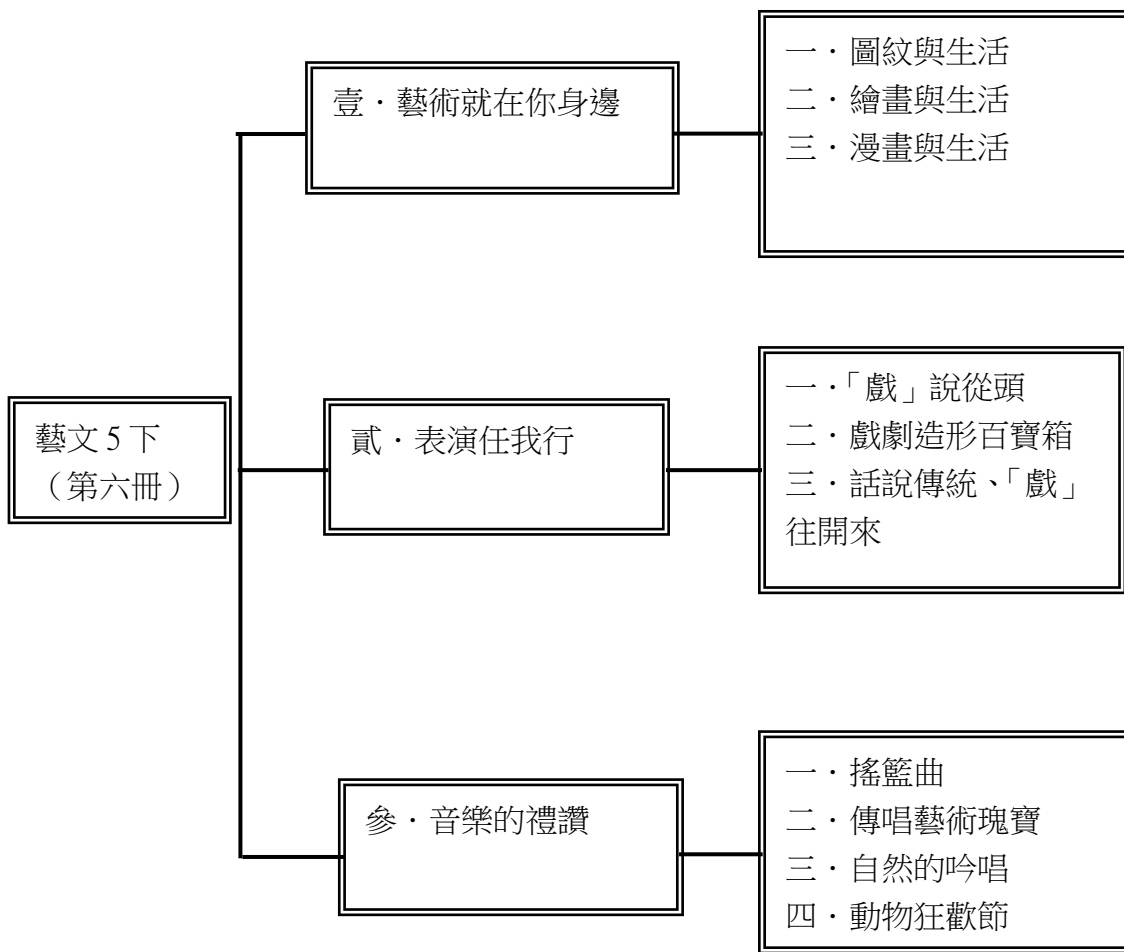 藝文 5 下
（第六冊）
壹．藝術就在你身邊
一．圖紋與生活
二．繪畫與生活
三．漫畫與生活
貳．表演任我行
一．「戲」說從頭
二．戲劇造形百寶箱
三．話說傳統、「戲」
往開來
參．音樂的禮讚
一．搖籃曲
二．傳唱藝術瑰寶
三．自然的吟唱
四．動物狂歡節